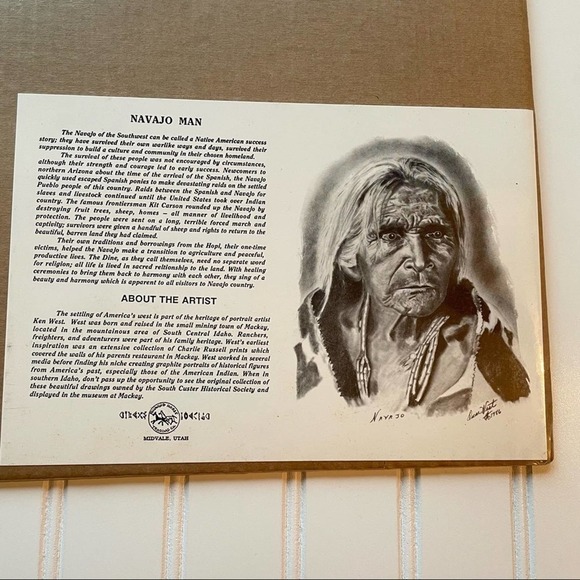 NAVAJO MAN
The Navajo of the Southwest can be called a Native American success
story; they have survived their own warlike ways and days, survived their
suppression to build a culture and community in their chosen homeland.
The survival of these people was not encouraged by circumstances,
although their strength and courage led to early success. Newcomers to
northern Arizona about the time of the arrival of the Spanish, the Navajo
quickly used escaped Spanish ponies to make devastating raids on the settled
Pueblo people of this country. Raids between the Spanish and Navajo for
slaves and livestock continued until the United States took over Indian
country. The famous frontiersman Kit Carson rounded up the Navajo by
destroying fruit trees, sheep, homes - all manner of livelihood and
protection. The people were sent on a long, terrible forced march and
captivity; survivors were given a handful of sheep and rights to return to the
beautiful, barren land they had claimed.
Their own traditions and borrowings from the Hopi, their one-time
victims, helped the Navajo make a transition to agriculture and peaceful,
productive lives. The Dine, as they call themselves, need no separate word
for religion; all life is lived in sacred reltionship to the land. With healing
ceremonies to bring them back to harmony with each other, they sing of a
beauty and harmony which is apparent to all visitors to Navajo country.
ABOUT THE ARTIST
The settling of America's west is part of the heritage of portrait artist
Ken West. West was born and raised in the small mining town of Mackay,
located in the mountainous area of South Central Idaho. Ranchers,
freighters, and adventurers were part of his family heritage. West's earliest
inspiration was an extensive collection of Charlie Russell prints which
covered the walls of his parents restaurant in Mackay. West worked in several
media before finding his niche creating graphite portraits of historical figures
from America's past, especially those of the American Indian. When in
southern Idaho, don't pass up the opportunity to see the original collection of
these beautiful drawings owned by the South Custer Historical Society and
displayed in the museum at Mackay.
MIDVALE, UTAH
NAVAJO
1986